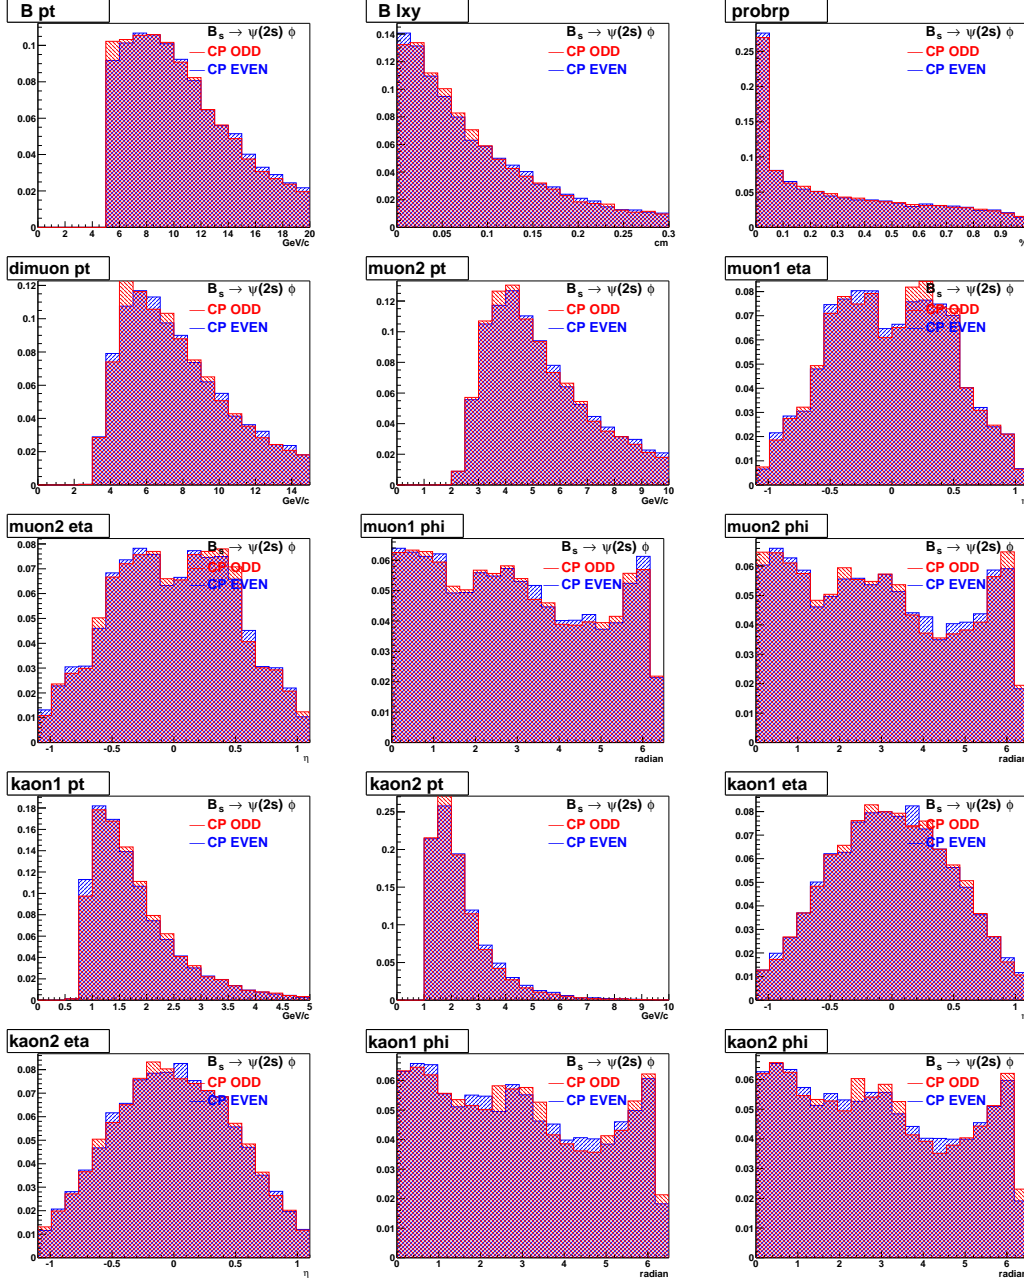 B pt
B_s → ψ(2s) φ
CP ODD
CP EVEN
0.1
0.08
0.06
0.04
0.02
0
0 2 4 6 8 10 12 14 16 18 20
GeV/c
B lxy
B_s → ψ(2s) φ
CP ODD
CP EVEN
0.14
0.12
0.1
0.08
0.06
0.04
0.02
0
0 0.05 0.1 0.15 0.2 0.25 0.3
cm
probrp
B_s → ψ(2s) φ
CP ODD
CP EVEN
0.25
0.2
0.15
0.1
0.05
0
0 0.1 0.2 0.3 0.4 0.5 0.6 0.7 0.8 0.9
dimuon pt
B_s → ψ(2s) φ
CP ODD
CP EVEN
0.12
0.1
0.08
0.06
0.04
0.02
0
0 2 4 6 8 10 12 14
GeV/c
muon2 pt
B_s → ψ(2s) φ
CP ODD
CP EVEN
0.14
0.12
0.1
0.08
0.06
0.04
0.02
0
0 1 2 3 4 5 6 7 8 9 10
GeV/c
muon1 eta
B_s → ψ(2s) φ
CP ODD
CP EVEN
0.08
0.07
0.06
0.05
0.04
0.03
0.02
0.01
0
-1 -0.5 0 0.5 1
η
muon2 eta
B_s → ψ(2s) φ
CP ODD
CP EVEN
0.08
0.07
0.06
0.05
0.04
0.03
0.02
0.01
0
-1 -0.5 0 0.5 1
η
muon1 phi
B_s → ψ(2s) φ
CP ODD
CP EVEN
0.06
0.05
0.04
0.03
0.02
0.01
0
0 1 2 3 4 5 6
radian
muon2 phi
B_s → ψ(2s) φ
CP ODD
CP EVEN
0.06
0.05
0.04
0.03
0.02
0.01
0
0 1 2 3 4 5 6
radian
kaon1 pt
B_s → ψ(2s) φ
CP ODD
CP EVEN
0.18
0.16
0.14
0.12
0.1
0.08
0.06
0.04
0.02
0
0 0.5 1 1.5 2 2.5 3 3.5 4 4.5 5
GeV/c
kaon2 pt
B_s → ψ(2s) φ
CP ODD
CP EVEN
0.25
0.2
0.15
0.1
0.05
0
0 1 2 3 4 5 6 7 8 9 10
GeV/c
kaon1 eta
B_s → ψ(2s) φ
CP ODD
CP EVEN
0.08
0.07
0.06
0.05
0.04
0.03
0.02
0.01
0
-1 -0.5 0 0.5 1
η
kaon2 eta
B_s → ψ(2s) φ
CP ODD
CP EVEN
0.08
0.07
0.06
0.05
0.04
0.03
0.02
0.01
0
-1 -0.5 0 0.5 1
η
kaon1 phi
B_s → ψ(2s) φ
CP ODD
CP EVEN
0.06
0.05
0.04
0.03
0.02
0.01
0
0 1 2 3 4 5 6
radian
kaon2 phi
B_s → ψ(2s) φ
CP ODD
CP EVEN
0.06
0.05
0.04
0.03
0.02
0.01
0
0 1 2 3 4 5 6
radian